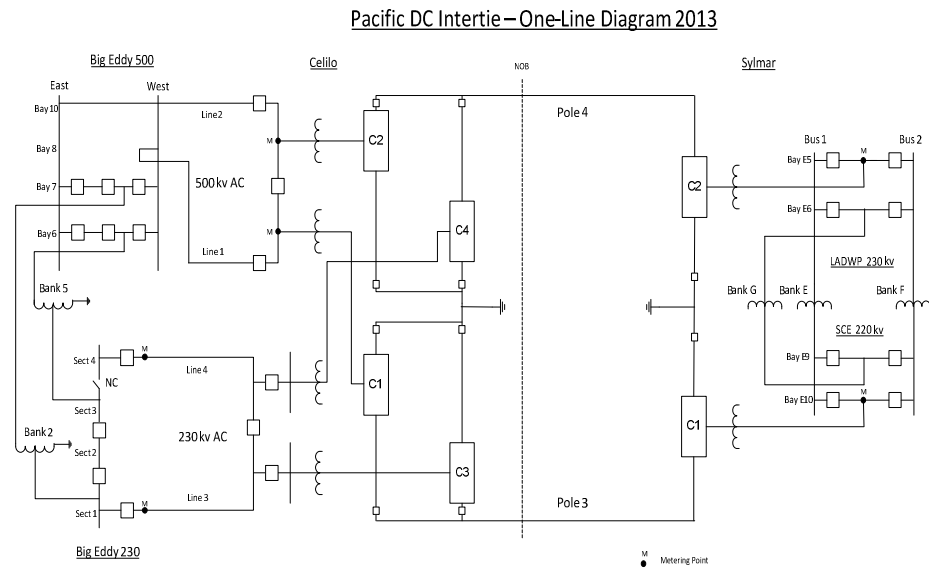 Pacific DC Intertie – One-Line Diagram 2013
Big Eddy 500
Celilo
NOB
Sylmar
East
West
Bay 10
Line2
Pole 4
C2
M
Bus 1
Bus 2
M
Bay E5
Bay 8
500 kv AC
Bay 7
C2
Bay 6
M
C4
Bay E6
Line1
LADWP 230 kv
Bank 5
Bank G
Bank E
Bank F
SCE 220 kv
Sect 4
M
Line 4
NC
C1
Bay E9
Sect 3
Bay E10
M
Bank 2
230 kv AC
C1
Sect 2
C3
Line 3
M
Sect 1
Pole 3
Big Eddy 230
M
Metering Point